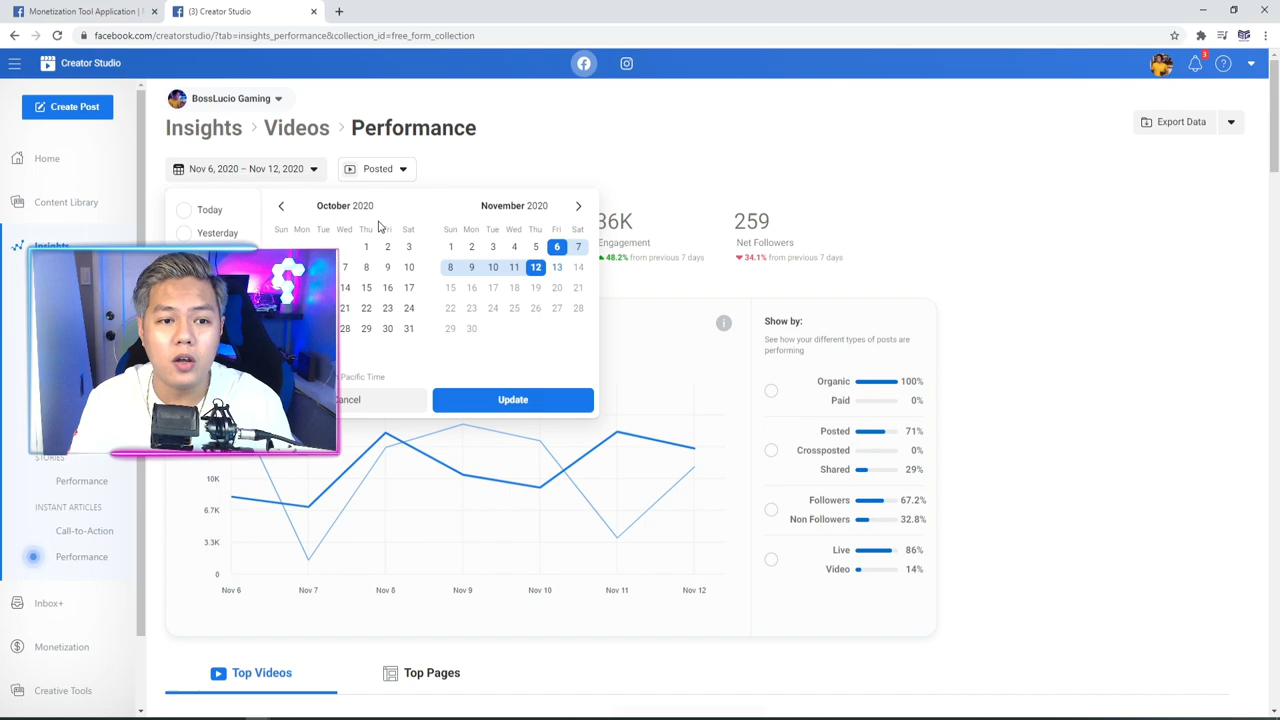 Monetization Tool Application |
(3) Creator Studio
facebook.com/creatorstudio/?tab=insights_performance&collection_id=free_form_collection
Creator Studio
3
Create Post
Home
Content Library
Insights
STORIES
Performance
INSTANT ARTICLES
Call-to-Action
Performance
Inbox+
Monetization
Creative Tools
BossLucio Gaming
Insights > Videos > Performance
Export Data
Nov 6, 2020 – Nov 12, 2020
Posted
Today
Yesterday
October 2020
Sun Mon Tue Wed Thu Fri Sat
1 2 3
7 8 9 10
14 15 16 17
21 22 23 24
28 29 30 31
November 2020
Sun Mon Tue Wed Thu Fri Sat
1 2 3 4 5 6 7
8 9 10 11 12 13 14
15 16 17 18 19 20 21
22 23 24 25 26 27 28
29 30
Pacific Time
Cancel
Update
36K
Engagement
48.2% from previous 7 days
259
Net Followers
34.1% from previous 7 days
10K
6.7K
3.3K
0
Nov 6 Nov 7 Nov 8 Nov 9 Nov 10 Nov 11 Nov 12
Show by:
See how your different types of posts are
performing
Organic 100%
Paid 0%
Posted 71%
Crossposted 0%
Shared 29%
Followers 67.2%
Non Followers 32.8%
Live 86%
Video 14%
Top Videos
Top Pages